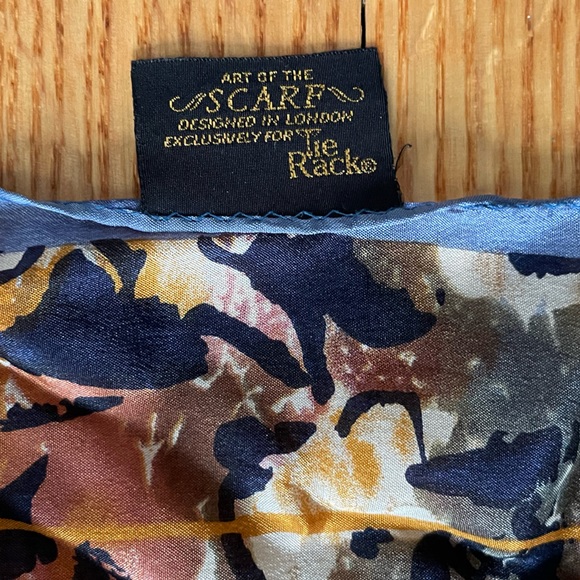 ART OF THE
SCARF
DESIGNED IN LONDON
EXCLUSIVELY FOR Tie
Rack®